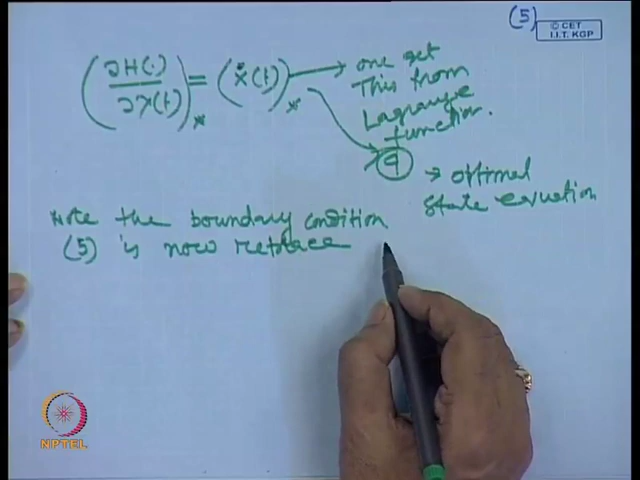 (5)
© CET
I.I.T. KGP
(∂H(·)/∂λ(t))* = (ẋ(t))* → one get
This from
Lagrange
function.
9 → optimal
state equation
Note the boundary condition
(5) is now retrace
NPTEL